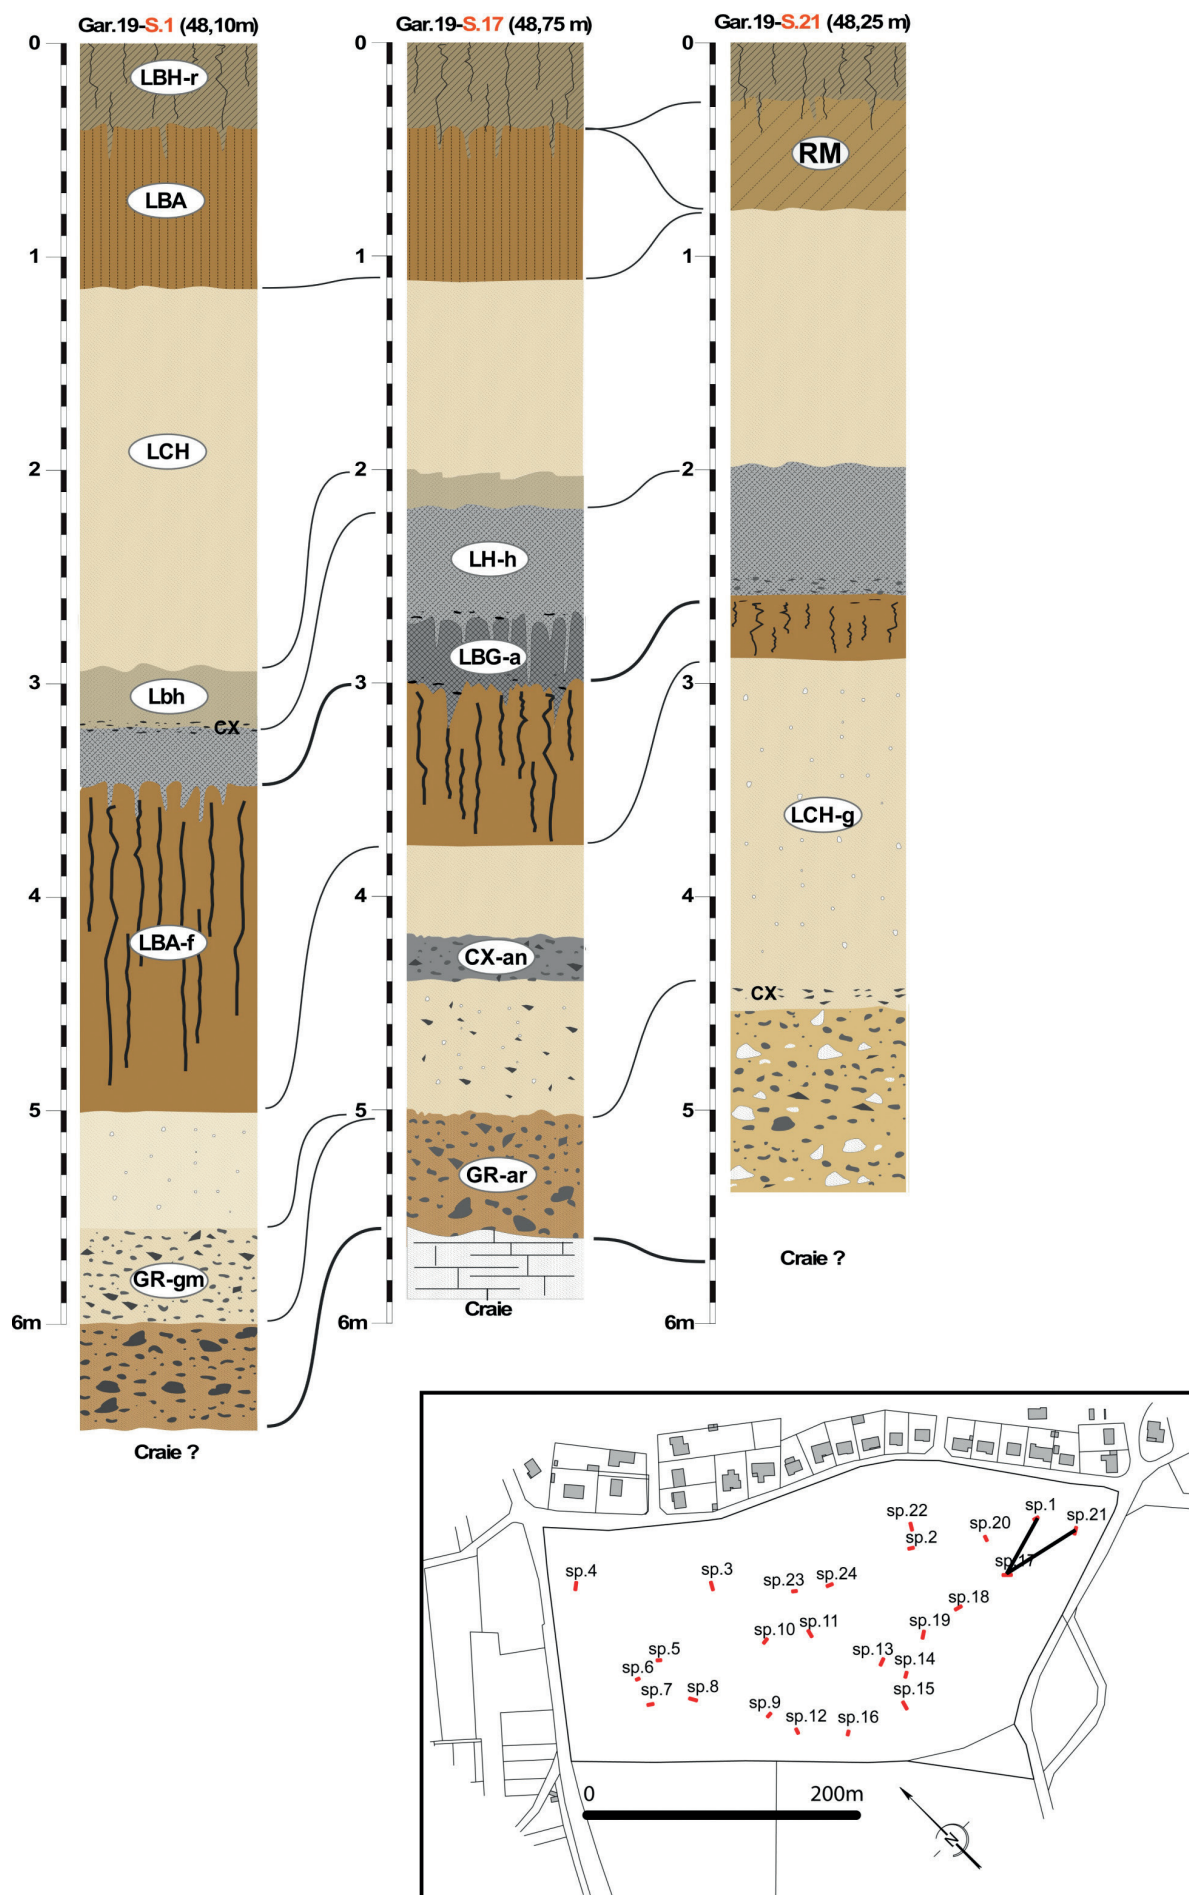 Gar.19-S.1 (48,10m)
0
1
2
3
4
5
6m
LBH-r
LBA
LCH
Lbh
CX
LBA-f
GR-gm
Craie ?
Gar.19-S.17 (48,75 m)
0
1
2
3
4
5
6m
LH-h
LBG-a
CX-an
GR-ar
Craie
Gar.19-S.21 (48,25 m)
0
1
2
3
4
5
6m
RM
LCH-g
CX
Craie ?
sp.1
sp.22
sp.20
sp.21
sp.2
sp.17
sp.4
sp.3
sp.23
sp.24
sp.18
sp.10
sp.11
sp.19
sp.5
sp.13
sp.14
sp.6
sp.7
sp.8
sp.15
sp.9
sp.12
sp.16
0
200m
N